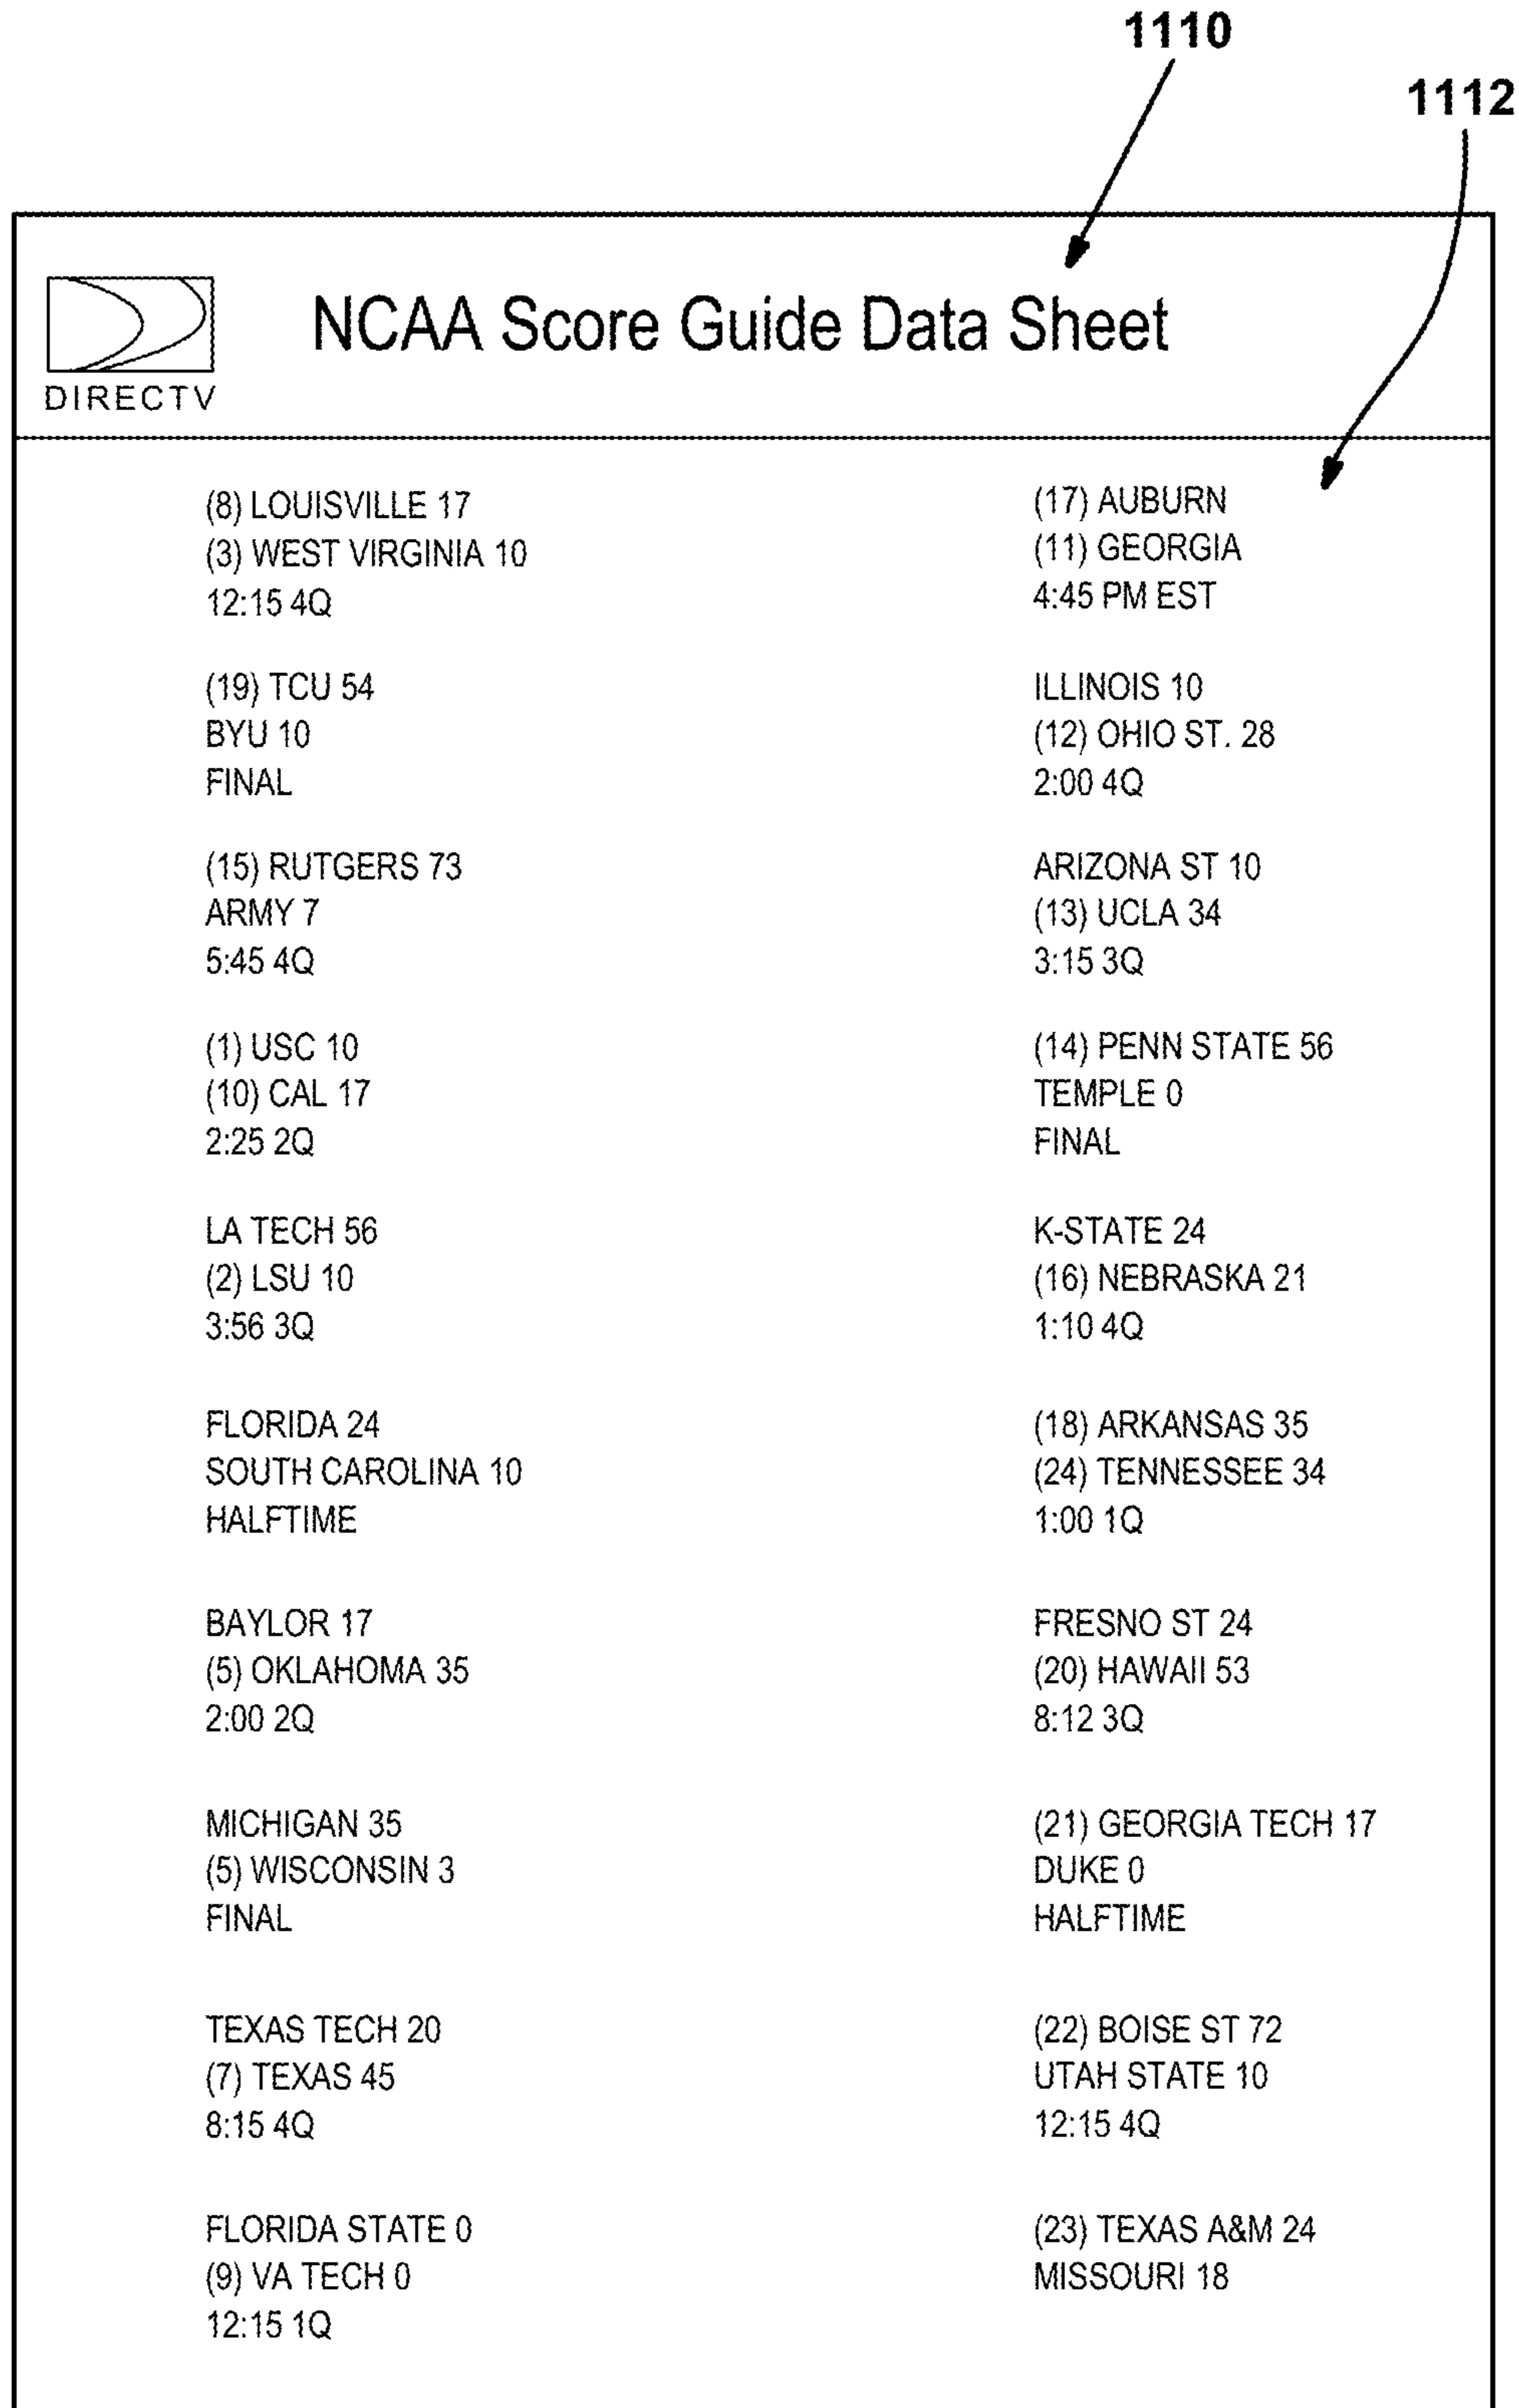 1110
1112
DIRECTV
NCAA Score Guide Data Sheet
(8) LOUISVILLE 17
(3) WEST VIRGINIA 10
12:15 4Q
(19) TCU 54
BYU 10
FINAL
(15) RUTGERS 73
ARMY 7
5:45 4Q
(1) USC 10
(10) CAL 17
2:25 2Q
LA TECH 56
(2) LSU 10
3:56 3Q
FLORIDA 24
SOUTH CAROLINA 10
HALFTIME
BAYLOR 17
(5) OKLAHOMA 35
2:00 2Q
MICHIGAN 35
(5) WISCONSIN 3
FINAL
TEXAS TECH 20
(7) TEXAS 45
8:15 4Q
FLORIDA STATE 0
(9) VA TECH 0
12:15 1Q
(17) AUBURN
(11) GEORGIA
4:45 PM EST
ILLINOIS 10
(12) OHIO ST. 28
2:00 4Q
ARIZONA ST 10
(13) UCLA 34
3:15 3Q
(14) PENN STATE 56
TEMPLE 0
FINAL
K-STATE 24
(16) NEBRASKA 21
1:10 4Q
(18) ARKANSAS 35
(24) TENNESSEE 34
1:00 1Q
FRESNO ST 24
(20) HAWAII 53
8:12 3Q
(21) GEORGIA TECH 17
DUKE 0
HALFTIME
(22) BOISE ST 72
UTAH STATE 10
12:15 4Q
(23) TEXAS A&M 24
MISSOURI 18